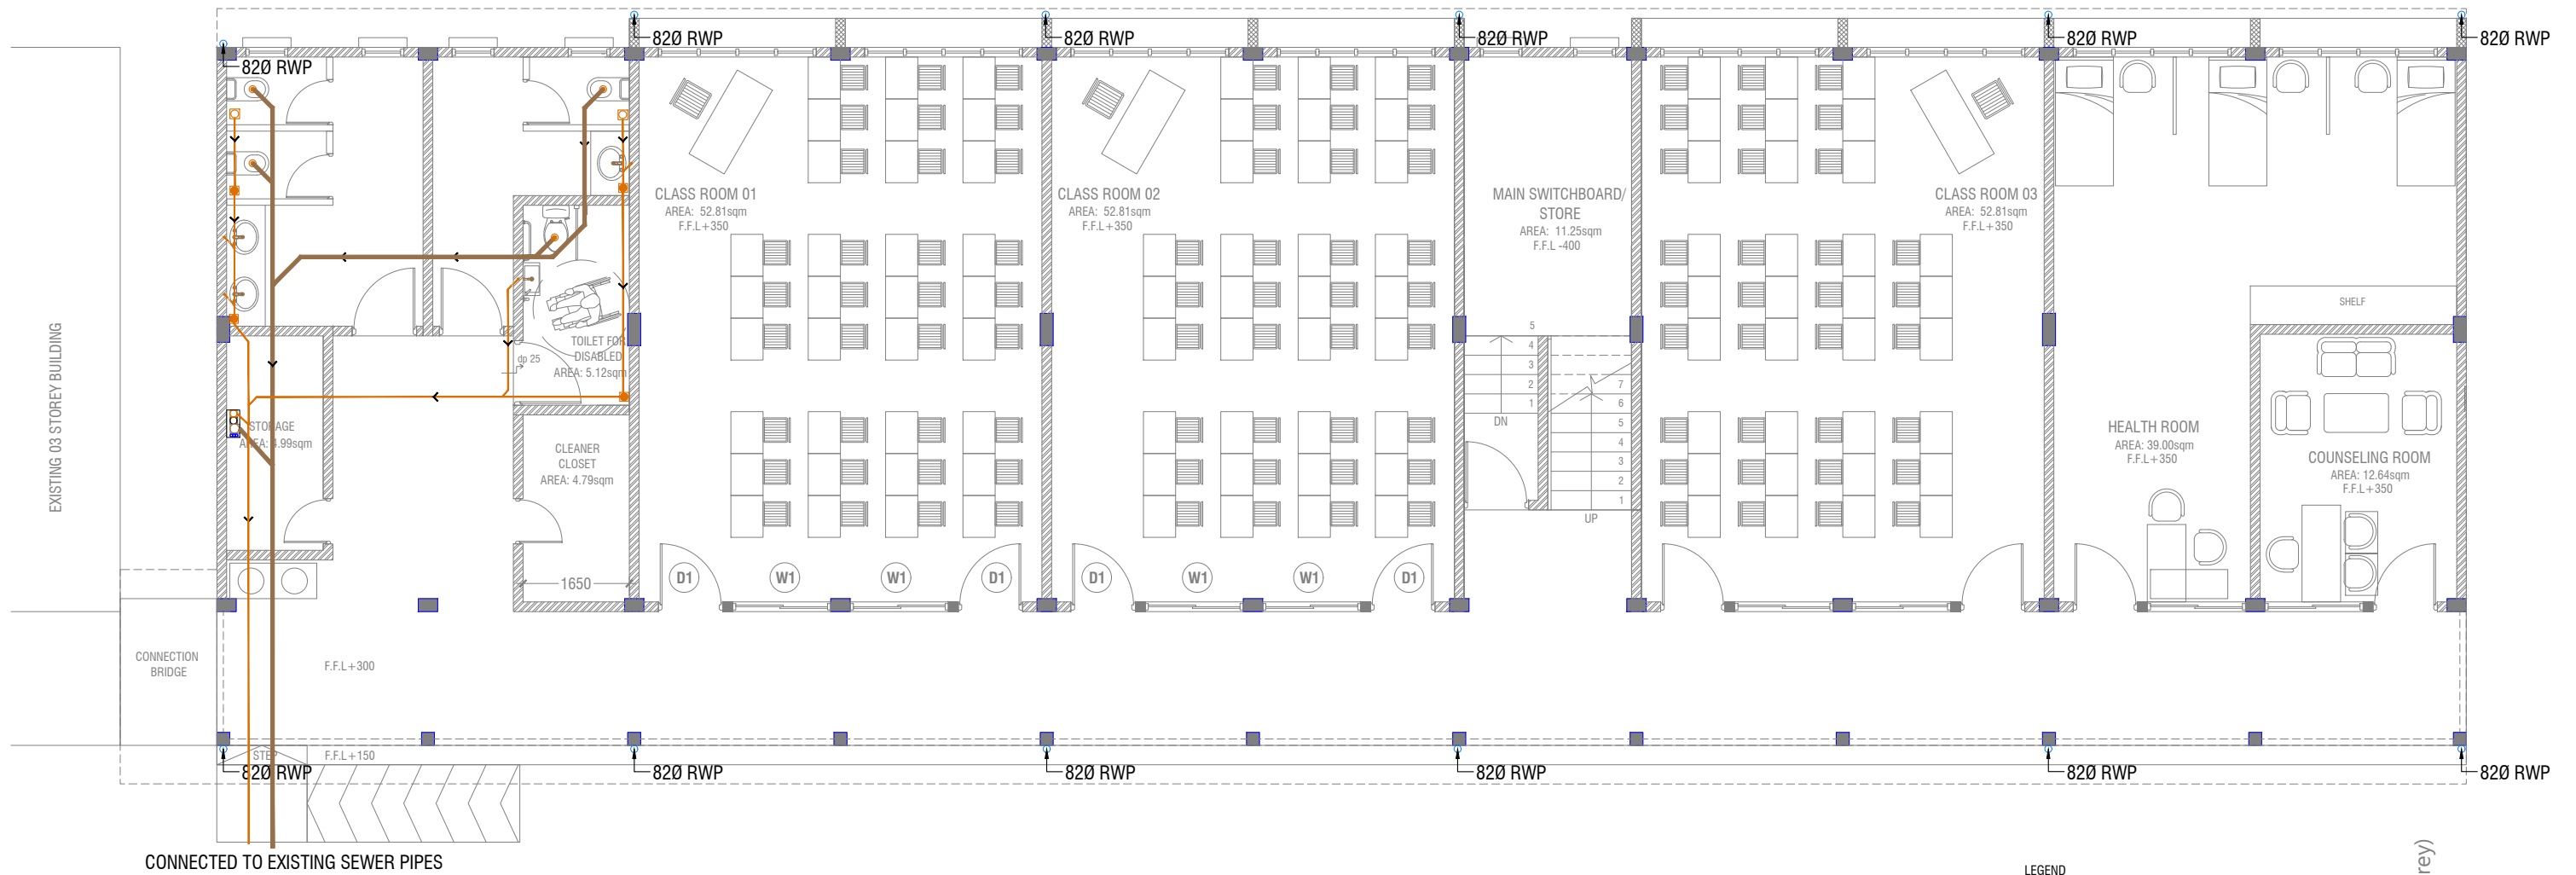 82Ø RWP
82Ø RWP
82Ø RWP
82Ø RWP
82Ø RWP
82Ø RWP
EXISTING 03 STOREY BUILDING
CLASS ROOM 01
AREA: 52.81sqm
F.F.L+350
CLASS ROOM 02
AREA: 52.81sqm
F.F.L+350
MAIN SWITCHBOARD/
STORE
AREA: 11.25sqm
F.F.L -400
CLASS ROOM 03
AREA: 52.81sqm
F.F.L+350
SHELF
TOILET FOR
DISABLED
AREA: 5.12sqm
dp 25
5
4
3
2
1
DN
7
6
5
4
3
2
1
UP
STORAGE
AREA: 4.99sqm
CLEANER
CLOSET
AREA: 4.79sqm
HEALTH ROOM
AREA: 39.00sqm
F.F.L+350
COUNSELING ROOM
AREA: 12.64sqm
F.F.L+350
1650
D1
W1
W1
D1
D1
W1
W1
D1
CONNECTION
BRIDGE
F.F.L+300
STEP
F.F.L+150
82Ø RWP
82Ø RWP
82Ø RWP
82Ø RWP
82Ø RWP
82Ø RWP
CONNECTED TO EXISTING SEWER PIPES
LEGEND
rey)